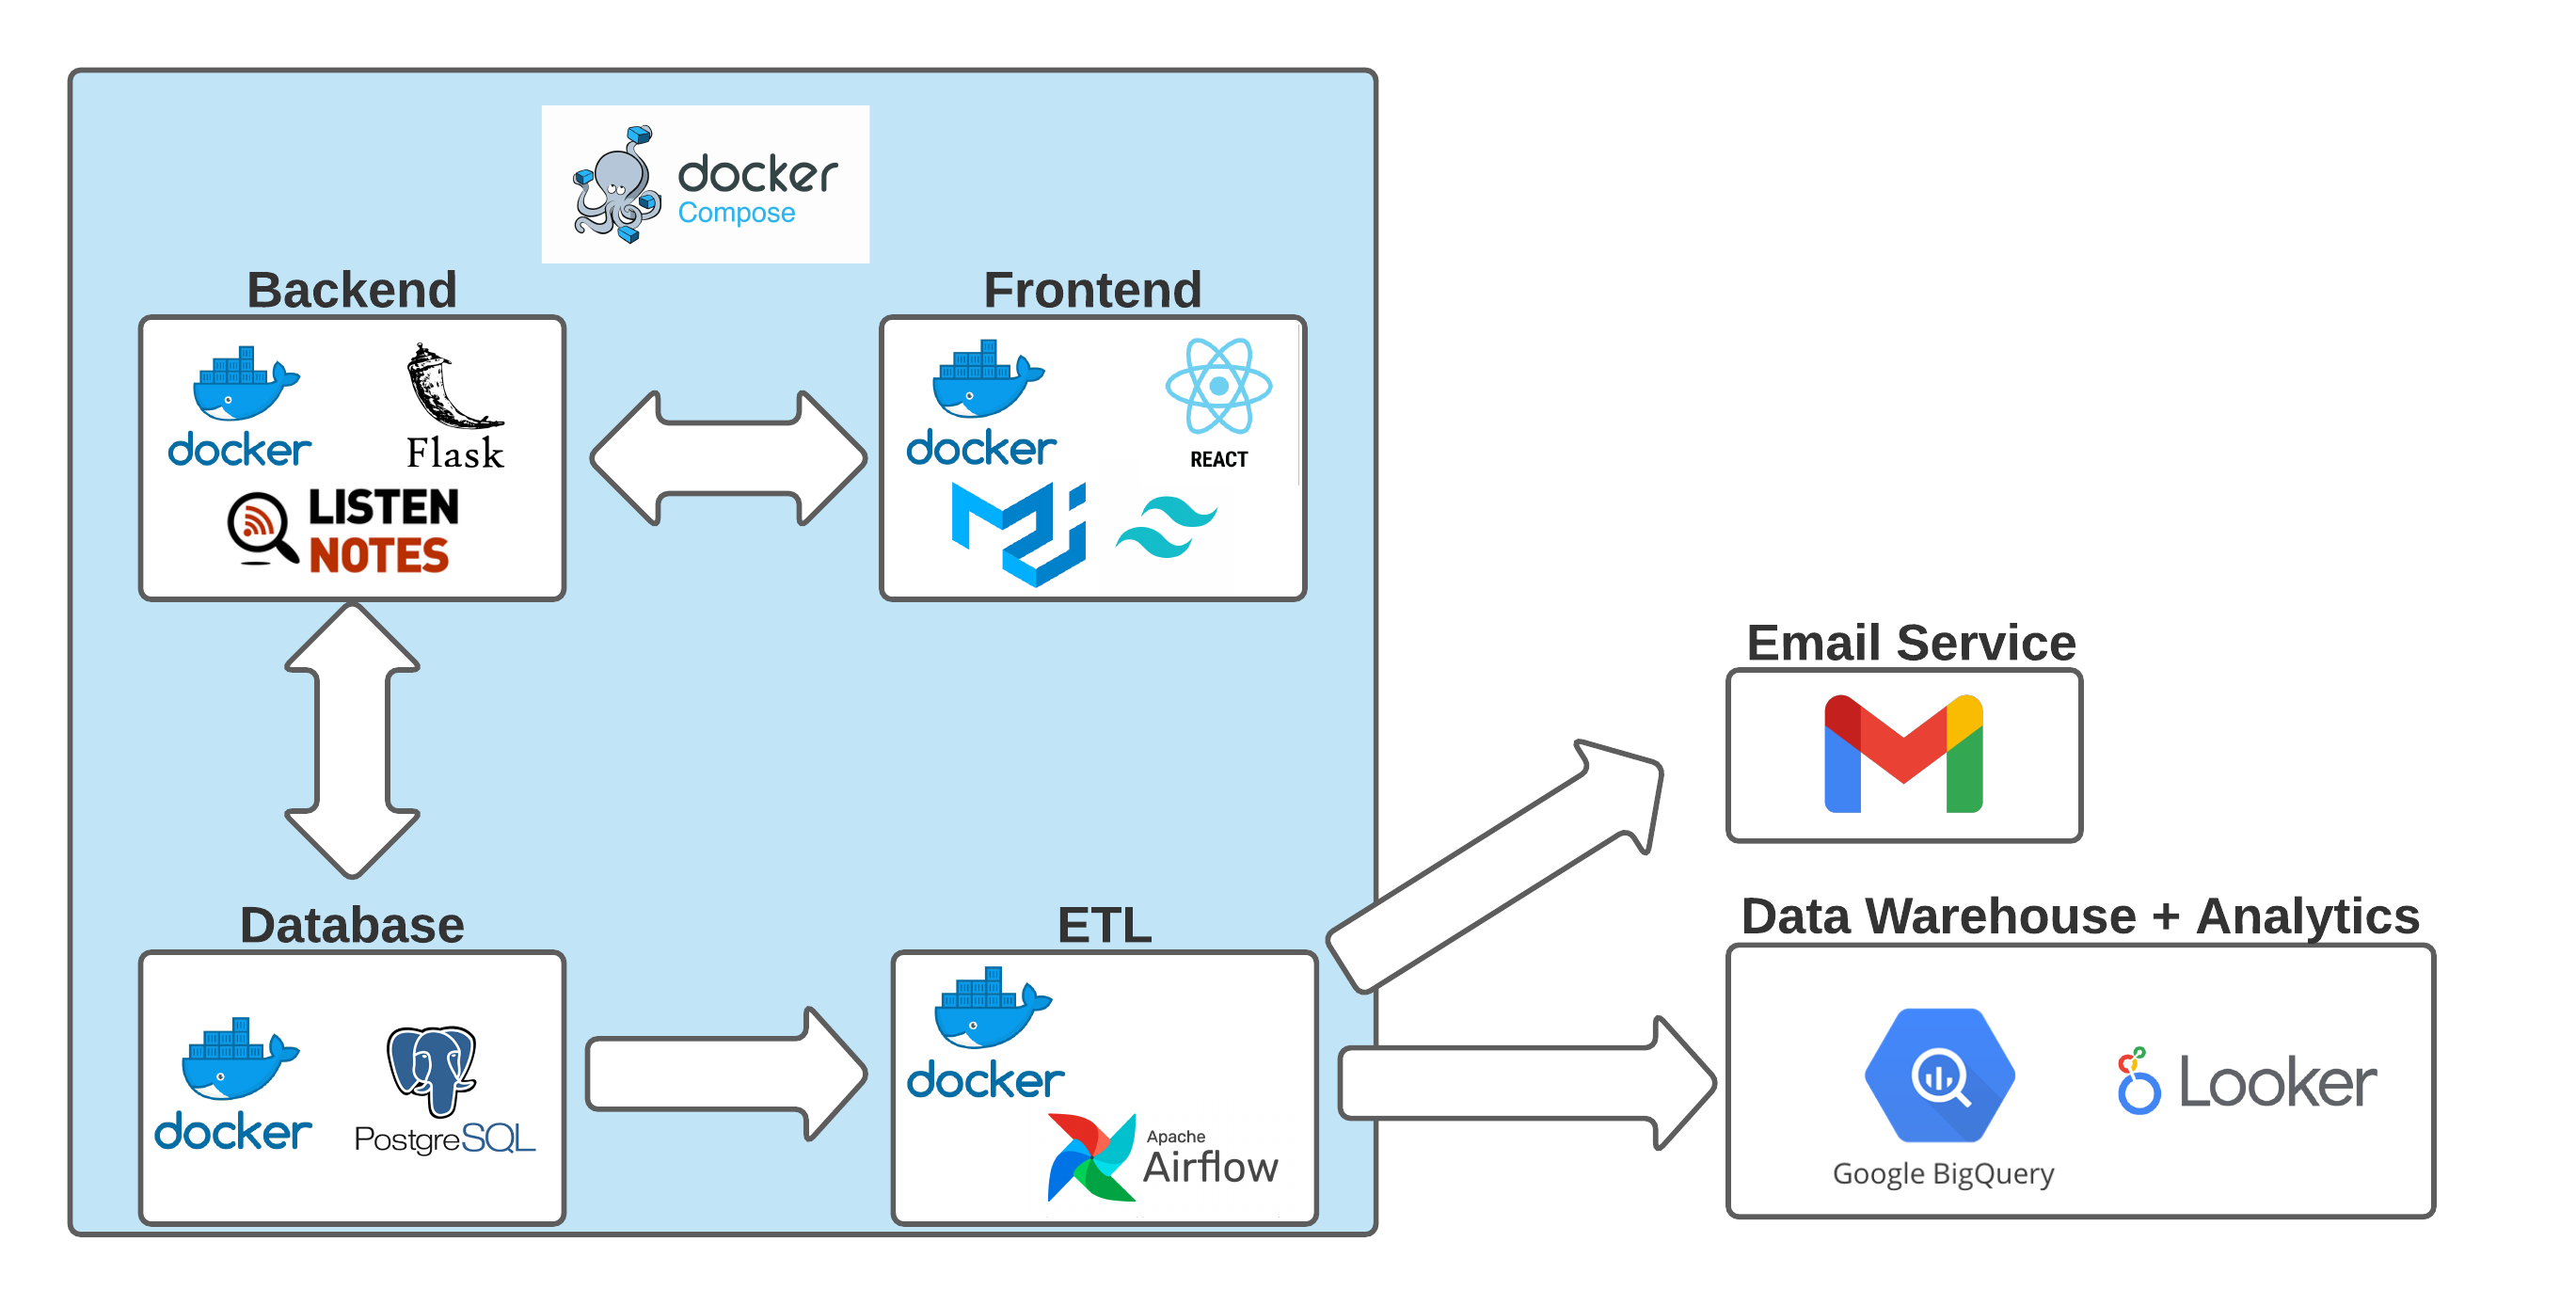 docker
Compose
Backend
Frontend
docker
Flask
LISTEN
NOTES
docker
REACT
Email Service
Database
ETL
Data Warehouse + Analytics
docker
PostgreSQL
docker
Apache
Airflow
Google BigQuery
Looker